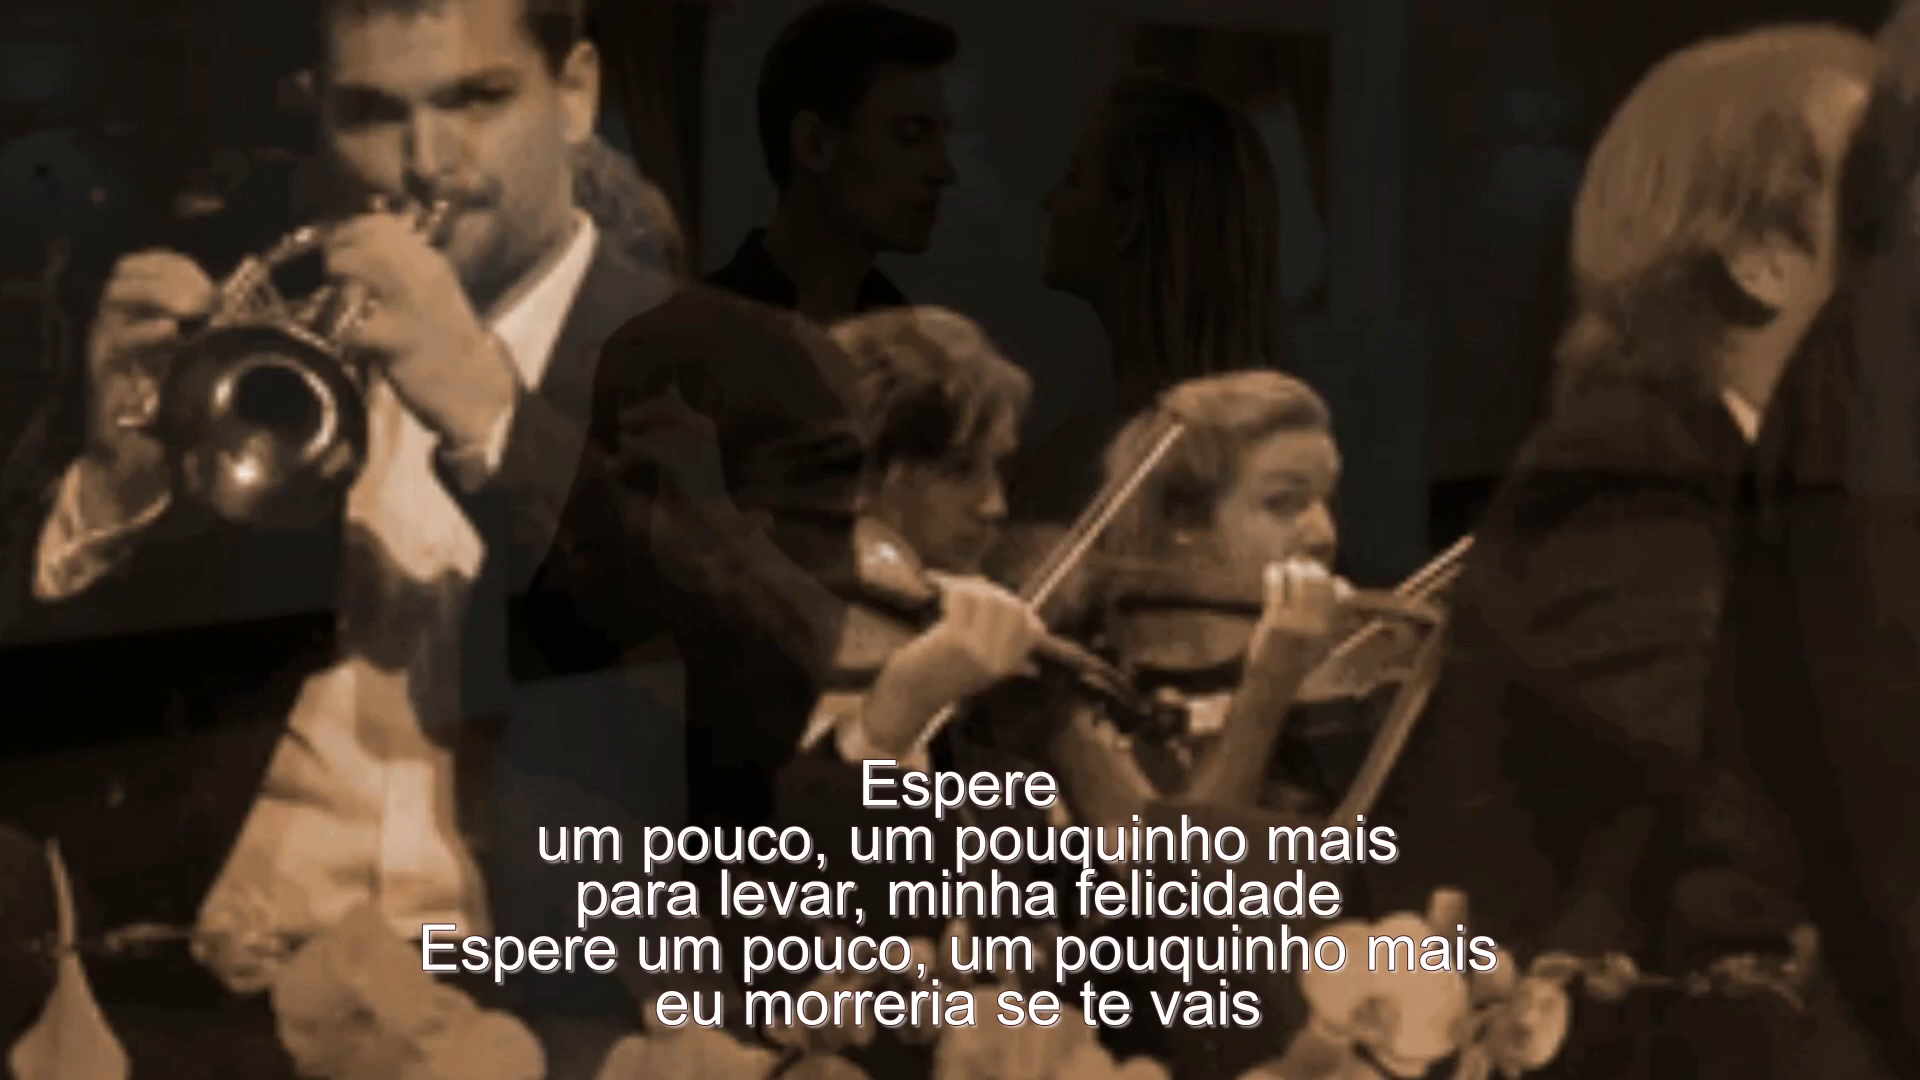 Espere
um pouco, um pouquinho mais
para levar, minha felicidade
Espere um pouco, um pouquinho mais
eu morreria se te vais